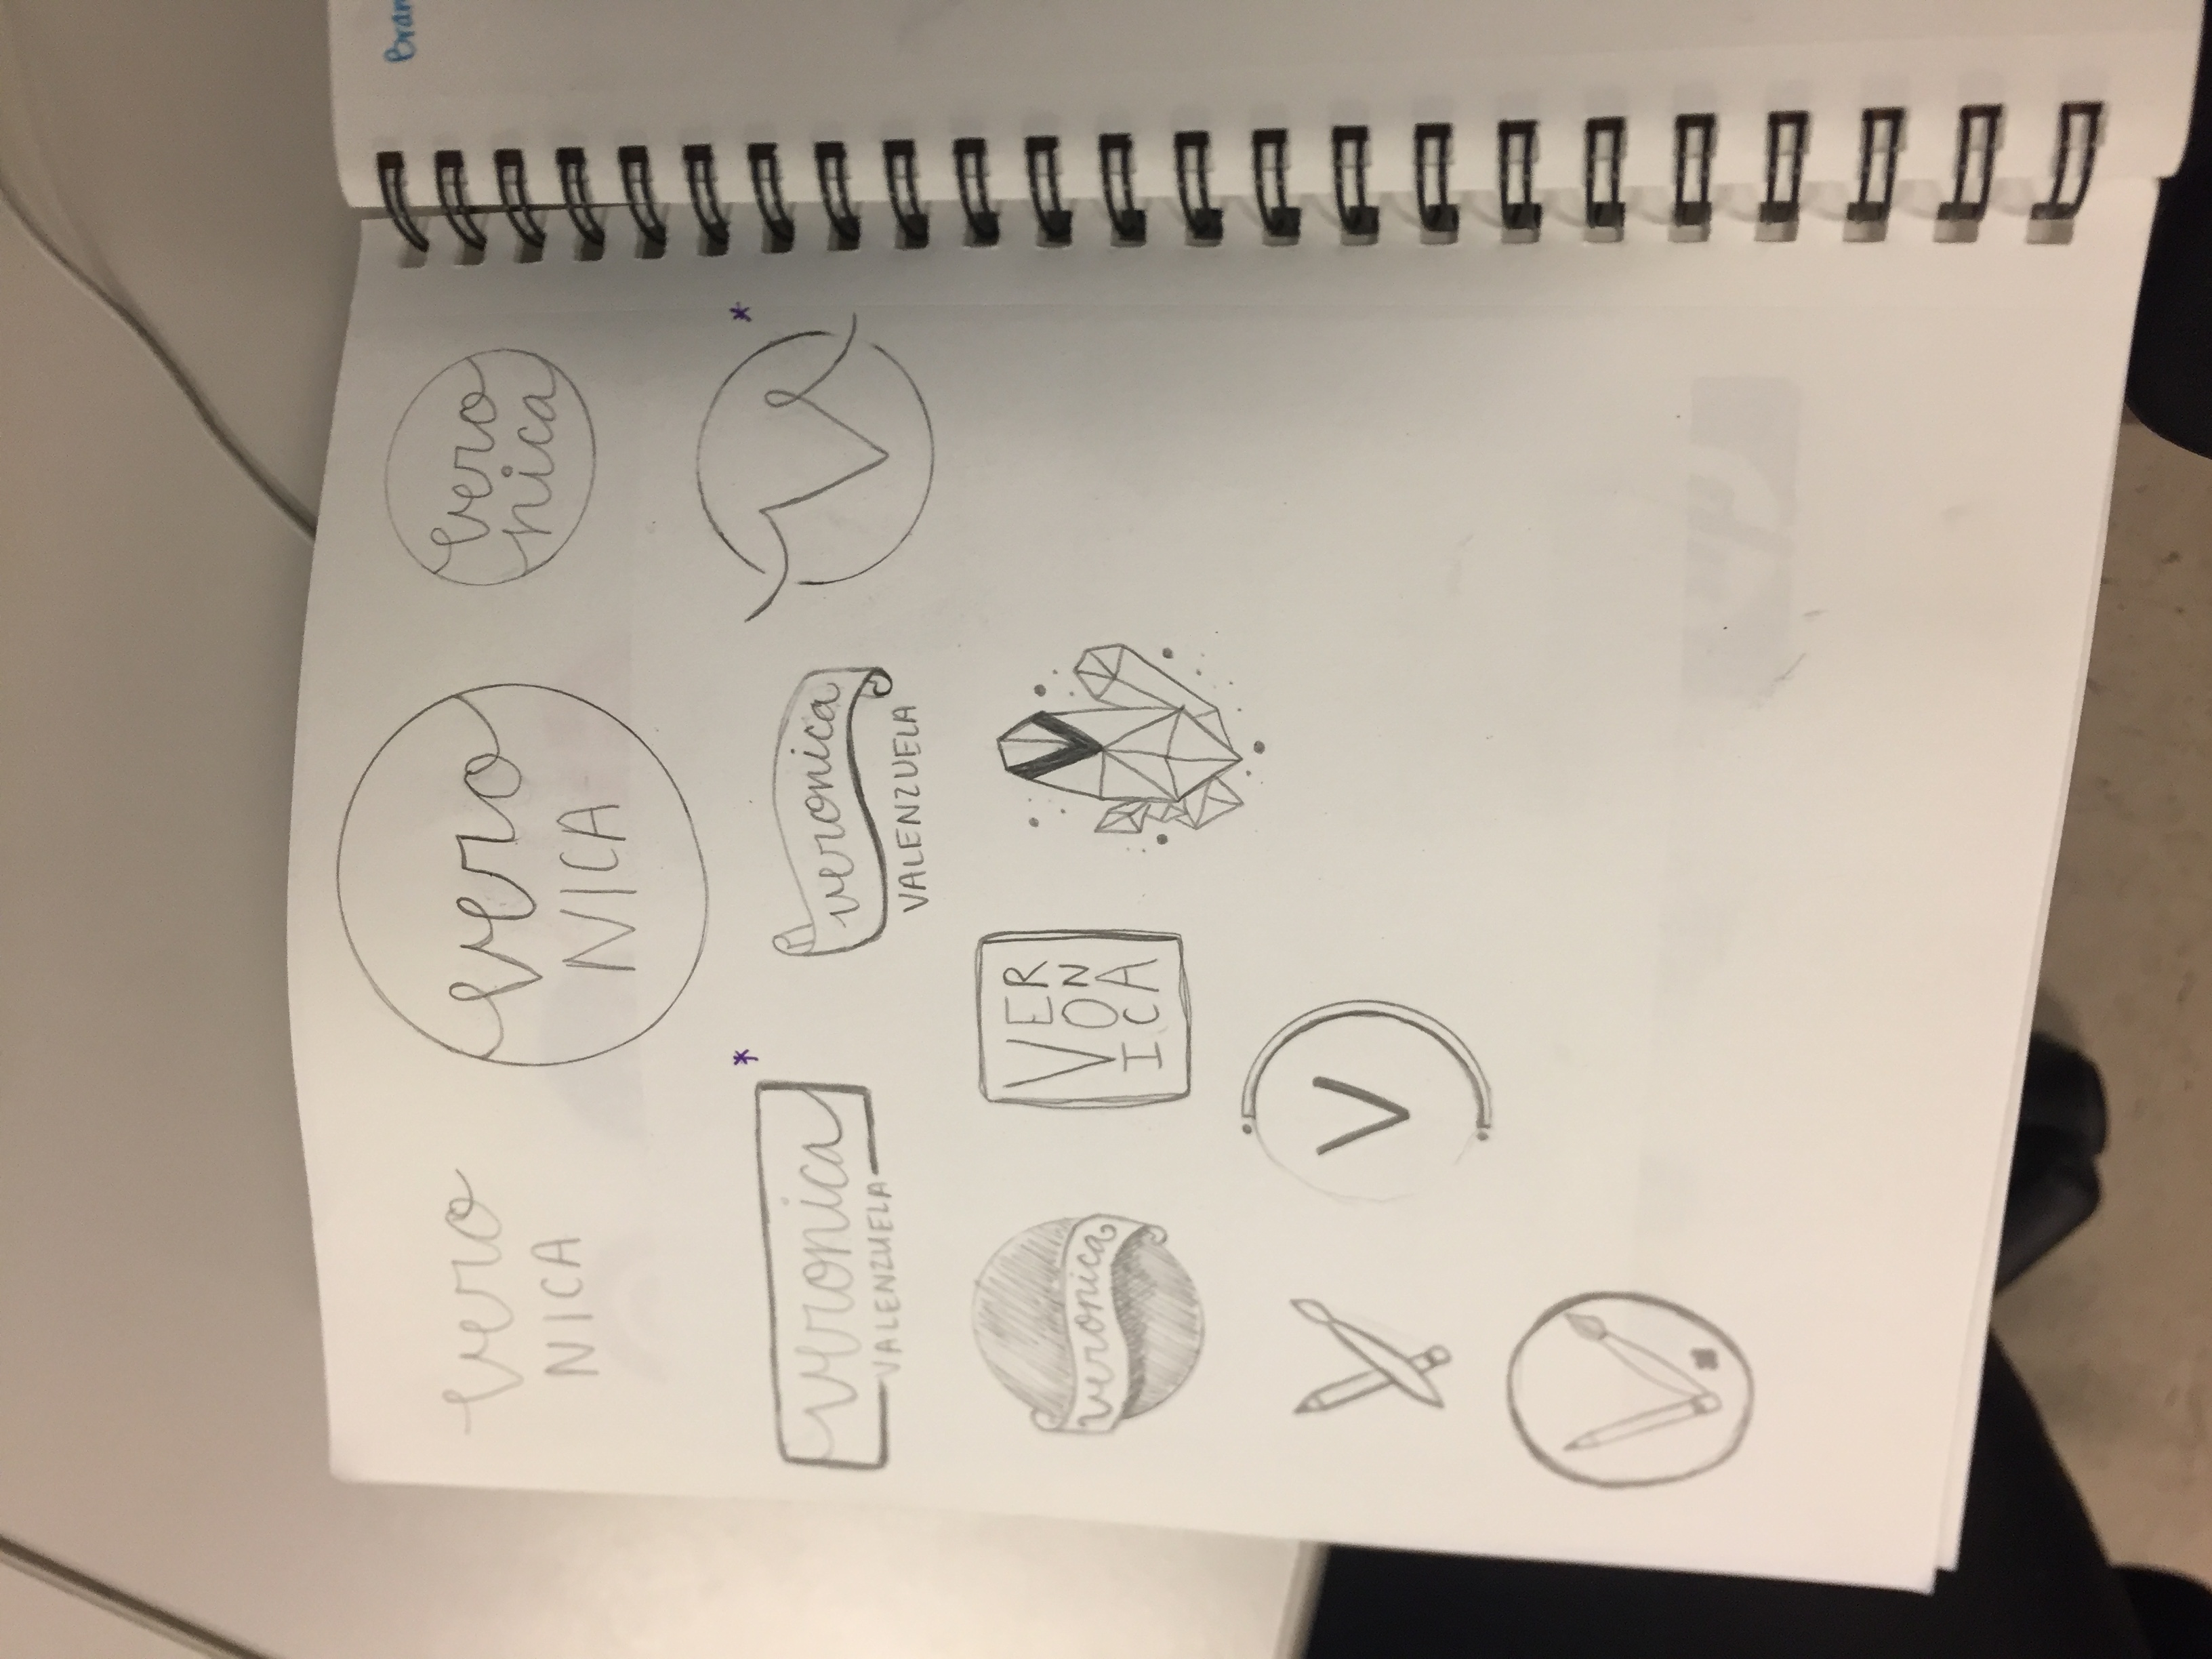 vero
NICA
vero
NICA
vero
nica
veronica
VALENZUELA
veronica
VALENZUELA
V
veronica
VER
ON
ICA
V
V
Bran